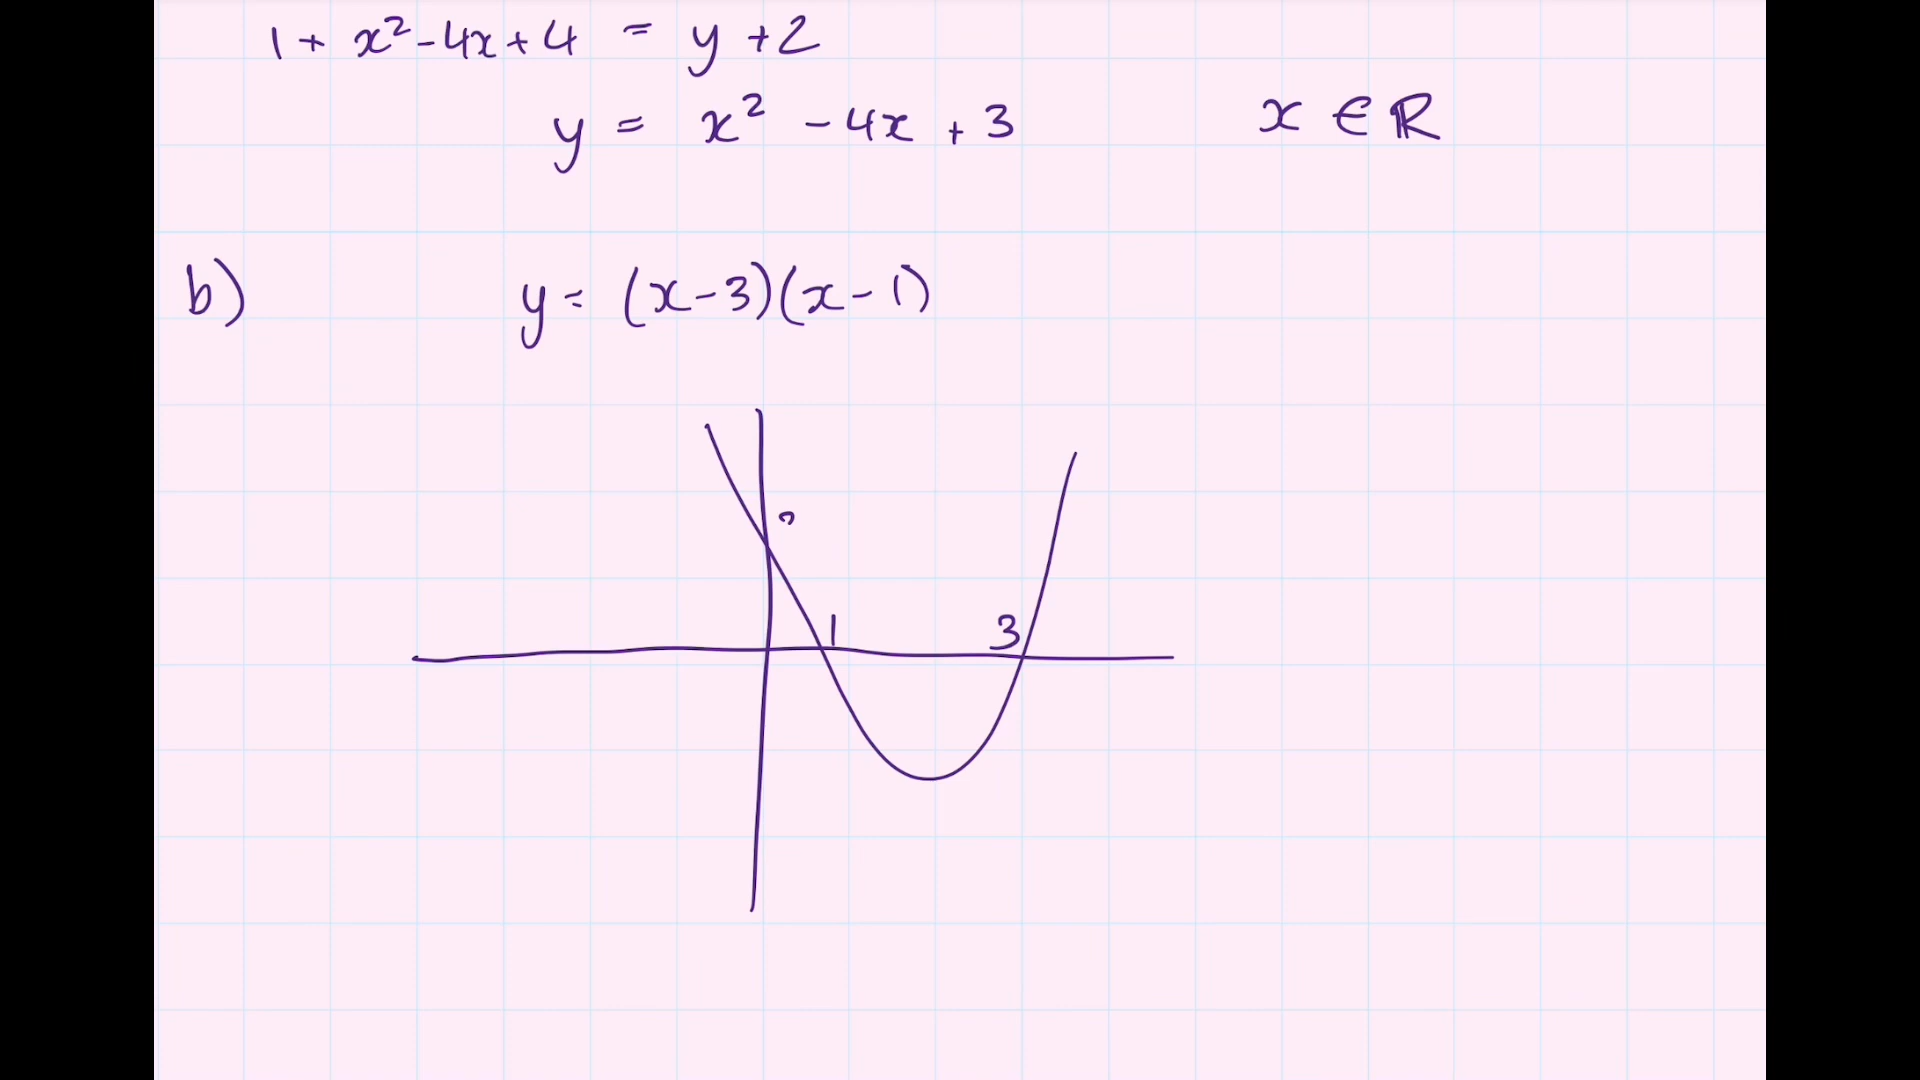 1 + x² - 4x + 4 = y + 2
y = x² - 4x + 3 x ∈ ℝ
b) y = (x - 3)(x - 1)
1 3